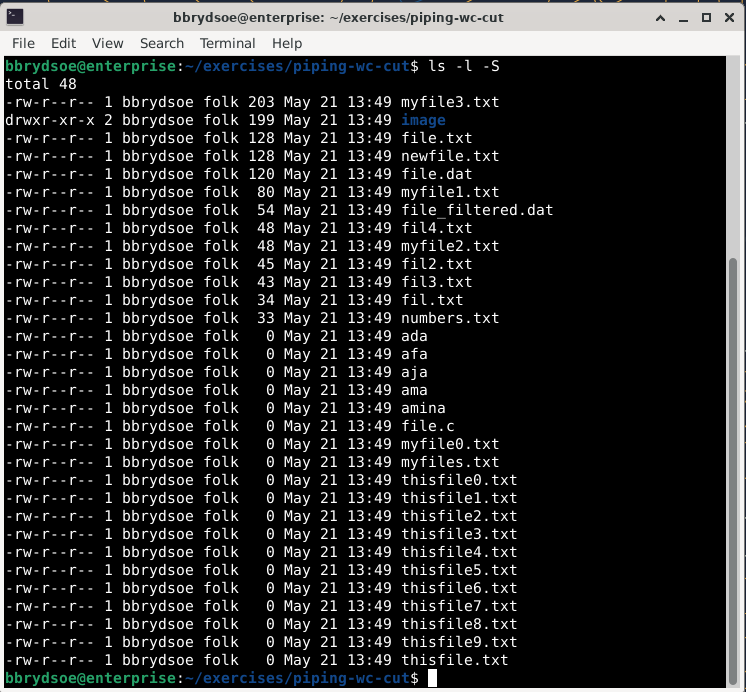 bbrydsoe@enterprise: ~/exercises/piping-wc-cut
File Edit View Search Terminal Help
bbrydsoe@enterprise:~/exercises/piping-wc-cut$ ls -l -S
total 48
-rw-r--r-- 1 bbrydsoe folk 203 May 21 13:49 myfile3.txt
drwxr-xr-x 2 bbrydsoe folk 199 May 21 13:49 image
-rw-r--r-- 1 bbrydsoe folk 128 May 21 13:49 file.txt
-rw-r--r-- 1 bbrydsoe folk 128 May 21 13:49 newfile.txt
-rw-r--r-- 1 bbrydsoe folk 120 May 21 13:49 file.dat
-rw-r--r-- 1 bbrydsoe folk  80 May 21 13:49 myfile1.txt
-rw-r--r-- 1 bbrydsoe folk  54 May 21 13:49 file_filtered.dat
-rw-r--r-- 1 bbrydsoe folk  48 May 21 13:49 fil4.txt
-rw-r--r-- 1 bbrydsoe folk  48 May 21 13:49 myfile2.txt
-rw-r--r-- 1 bbrydsoe folk  45 May 21 13:49 fil2.txt
-rw-r--r-- 1 bbrydsoe folk  43 May 21 13:49 fil3.txt
-rw-r--r-- 1 bbrydsoe folk  34 May 21 13:49 fil.txt
-rw-r--r-- 1 bbrydsoe folk  33 May 21 13:49 numbers.txt
-rw-r--r-- 1 bbrydsoe folk   0 May 21 13:49 ada
-rw-r--r-- 1 bbrydsoe folk   0 May 21 13:49 afa
-rw-r--r-- 1 bbrydsoe folk   0 May 21 13:49 aja
-rw-r--r-- 1 bbrydsoe folk   0 May 21 13:49 ama
-rw-r--r-- 1 bbrydsoe folk   0 May 21 13:49 amina
-rw-r--r-- 1 bbrydsoe folk   0 May 21 13:49 file.c
-rw-r--r-- 1 bbrydsoe folk   0 May 21 13:49 myfile0.txt
-rw-r--r-- 1 bbrydsoe folk   0 May 21 13:49 myfiles.txt
-rw-r--r-- 1 bbrydsoe folk   0 May 21 13:49 thisfile0.txt
-rw-r--r-- 1 bbrydsoe folk   0 May 21 13:49 thisfile1.txt
-rw-r--r-- 1 bbrydsoe folk   0 May 21 13:49 thisfile2.txt
-rw-r--r-- 1 bbrydsoe folk   0 May 21 13:49 thisfile3.txt
-rw-r--r-- 1 bbrydsoe folk   0 May 21 13:49 thisfile4.txt
-rw-r--r-- 1 bbrydsoe folk   0 May 21 13:49 thisfile5.txt
-rw-r--r-- 1 bbrydsoe folk   0 May 21 13:49 thisfile6.txt
-rw-r--r-- 1 bbrydsoe folk   0 May 21 13:49 thisfile7.txt
-rw-r--r-- 1 bbrydsoe folk   0 May 21 13:49 thisfile8.txt
-rw-r--r-- 1 bbrydsoe folk   0 May 21 13:49 thisfile9.txt
-rw-r--r-- 1 bbrydsoe folk   0 May 21 13:49 thisfile.txt
bbrydsoe@enterprise:~/exercises/piping-wc-cut$